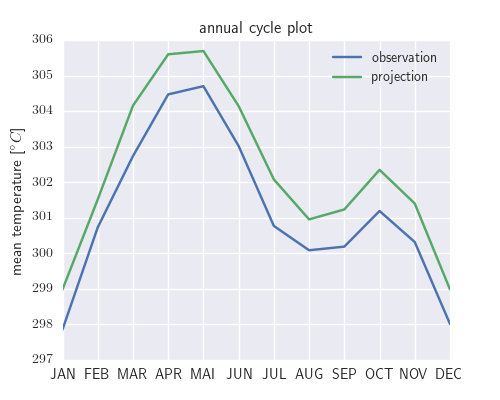 annual cycle plot
306
305
304
303
302
301
300
299
298
297
mean temperature [°C]
observation
projection
JAN FEB MAR APR MAI JUN JUL AUG SEP OCT NOV DEC